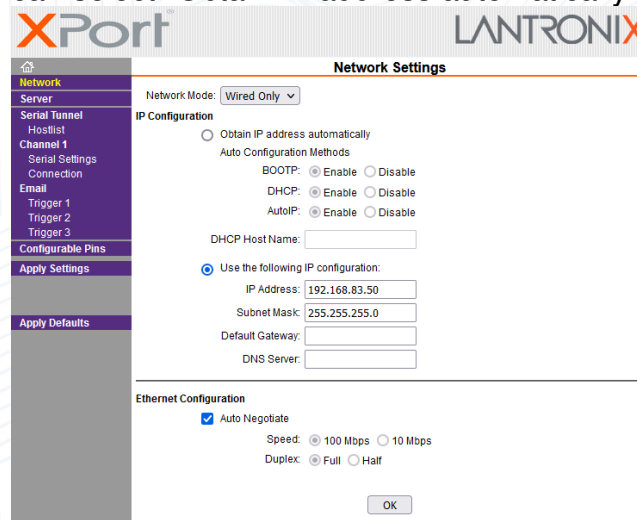 XPort
LANTRONIX
Network Settings
Network
Server
Serial Tunnel
Hostlist
Channel 1
Serial Settings
Connection
Email
Trigger 1
Trigger 2
Trigger 3
Configurable Pins
Apply Settings
Apply Defaults
Network Mode: Wired Only
IP Configuration
Obtain IP address automatically
Auto Configuration Methods
BOOTP: Enable Disable
DHCP: Enable Disable
AutoIP: Enable Disable
DHCP Host Name:
Use the following IP configuration:
IP Address: 192.168.83.50
Subnet Mask: 255.255.255.0
Default Gateway:
DNS Server:
Ethernet Configuration
Auto Negotiate
Speed: 100 Mbps 10 Mbps
Duplex: Full Half
OK